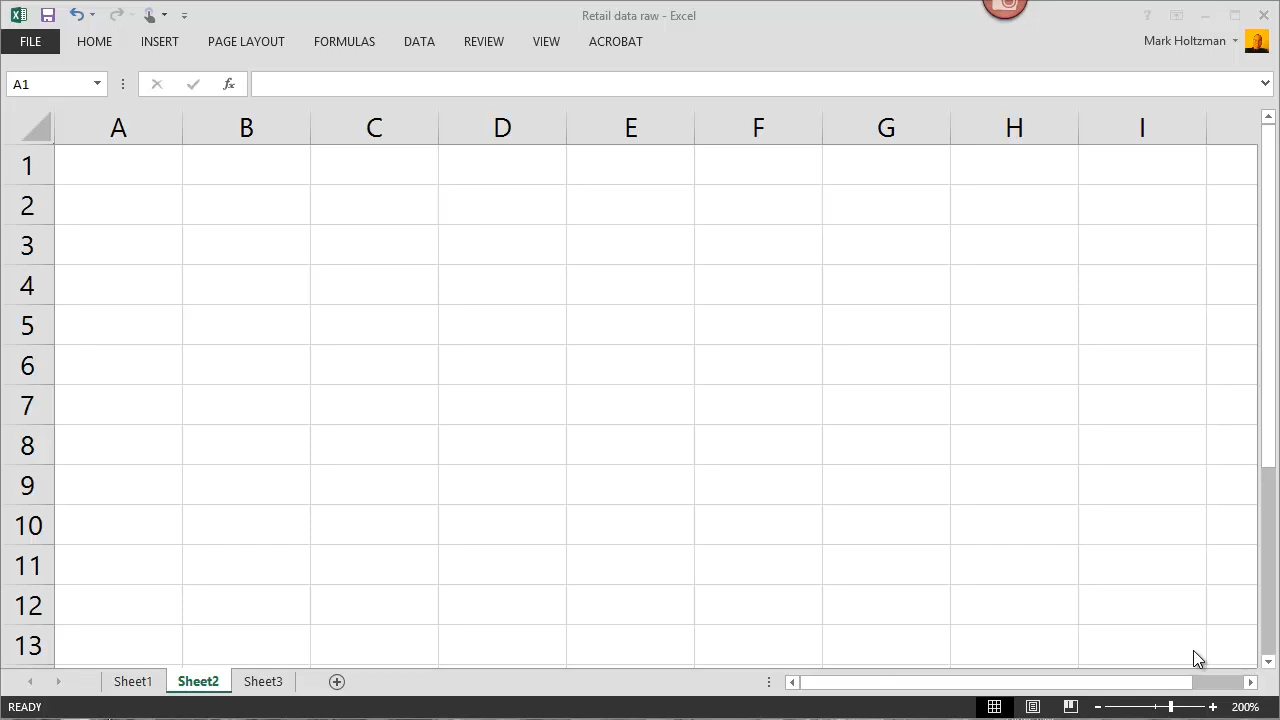 Retail data raw - Excel
FILE HOME INSERT PAGE LAYOUT FORMULAS DATA REVIEW VIEW ACROBAT Mark Holtzman
A1 fx
A B C D E F G H I
1
2
3
4
5
6
7
8
9
10
11
12
13
Sheet1 Sheet2 Sheet3
READY 200%